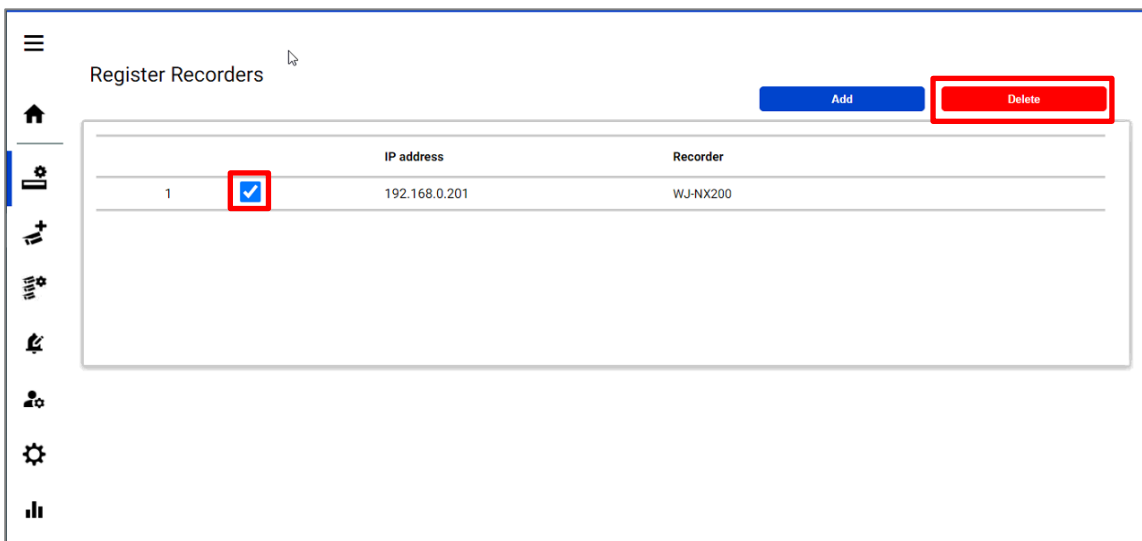 Register Recorders
Add Delete
IP address Recorder
1 192.168.0.201 WJ-NX200